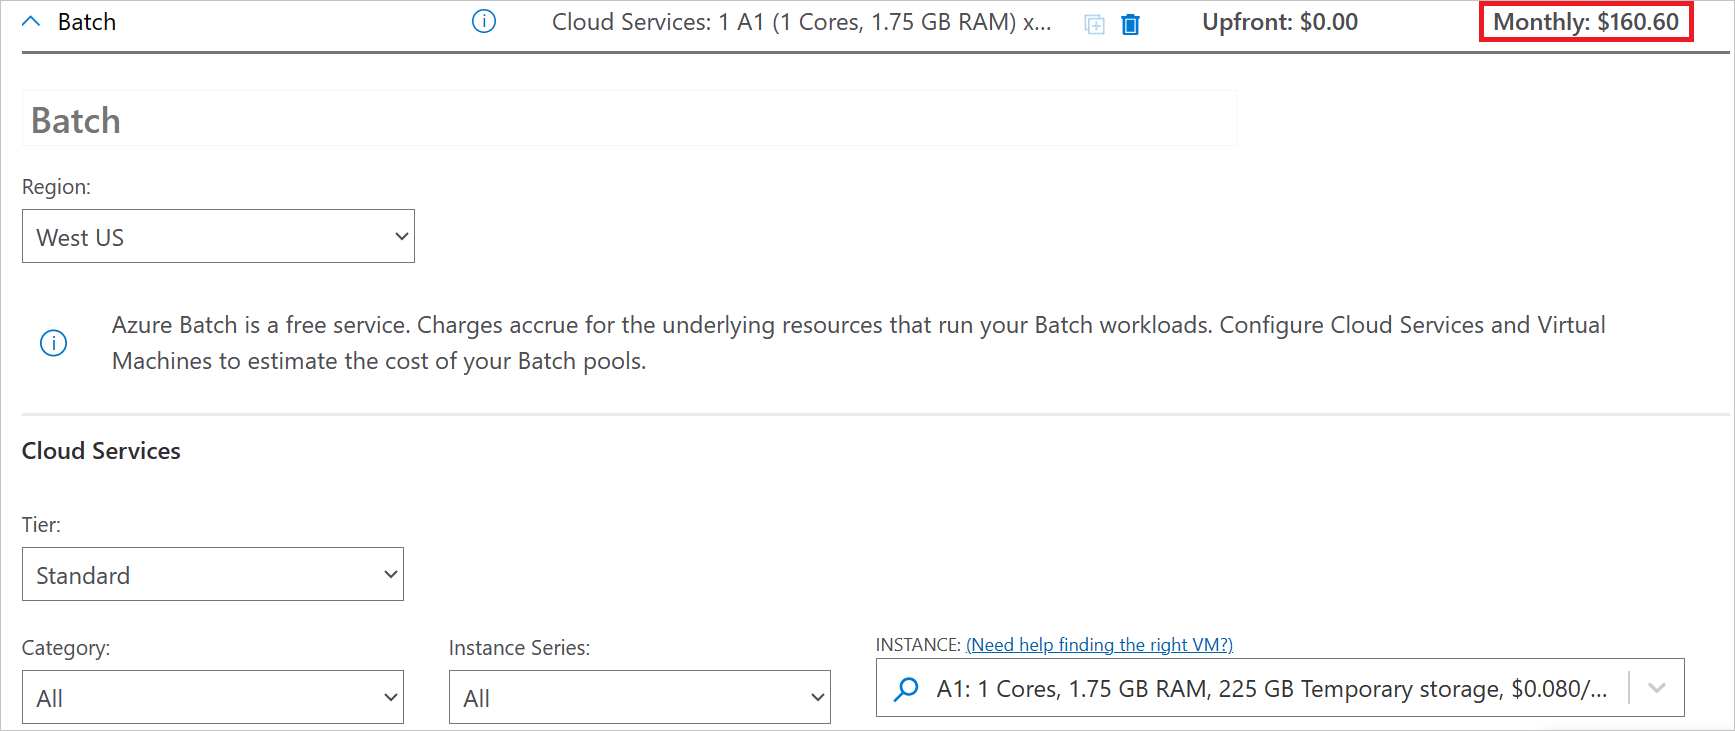 Batch
Cloud Services: 1 A1 (1 Cores, 1.75 GB RAM) x...
Upfront: $0.00
Monthly: $160.60
Batch
Region:
West US
Azure Batch is a free service. Charges accrue for the underlying resources that run your Batch workloads. Configure Cloud Services and Virtual
Machines to estimate the cost of your Batch pools.
Cloud Services
Tier:
Standard
Category:
Instance Series:
INSTANCE: (Need help finding the right VM?)
All
All
A1: 1 Cores, 1.75 GB RAM, 225 GB Temporary storage, $0.080/...